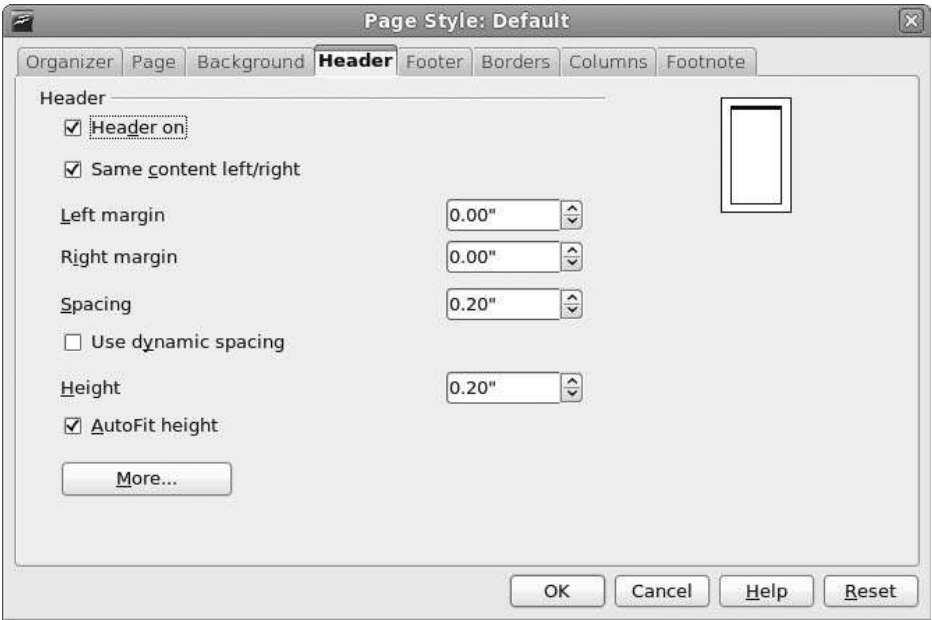 Page Style: Default
Organizer Page Background Header Footer Borders Columns Footnote
Header
Header on
Same content left/right
Left margin 0.00"
Right margin 0.00"
Spacing 0.20"
Use dynamic spacing
Height 0.20"
AutoFit height
More...
OK Cancel Help Reset